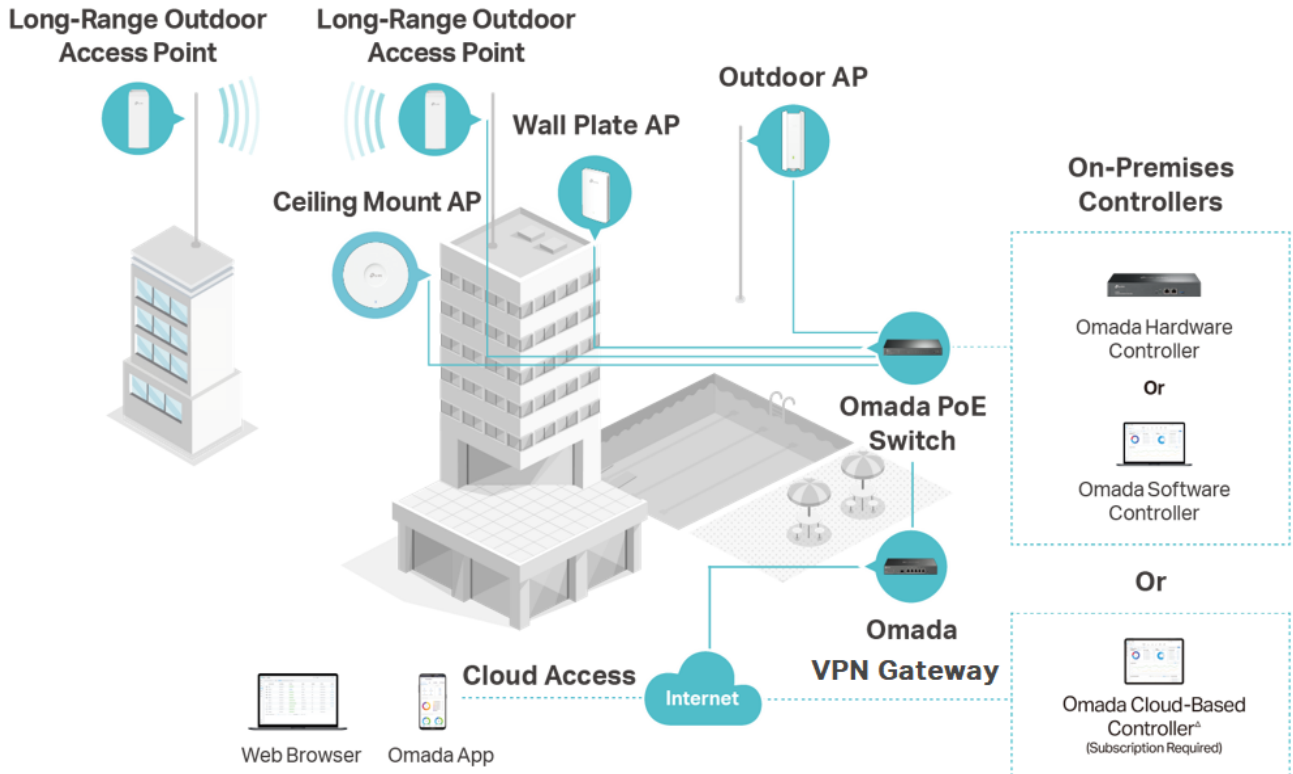 Long-Range Outdoor
Access Point
Long-Range Outdoor
Access Point
Outdoor AP
Wall Plate AP
Ceiling Mount AP
On-Premises
Controllers
Omada Hardware
Controller
Or
Omada Software
Controller
Omada PoE
Switch
Or
Omada
VPN Gateway
Cloud Access
Internet
Web Browser
Omada App
Omada Cloud-Based
Controller△
(Subscription Required)